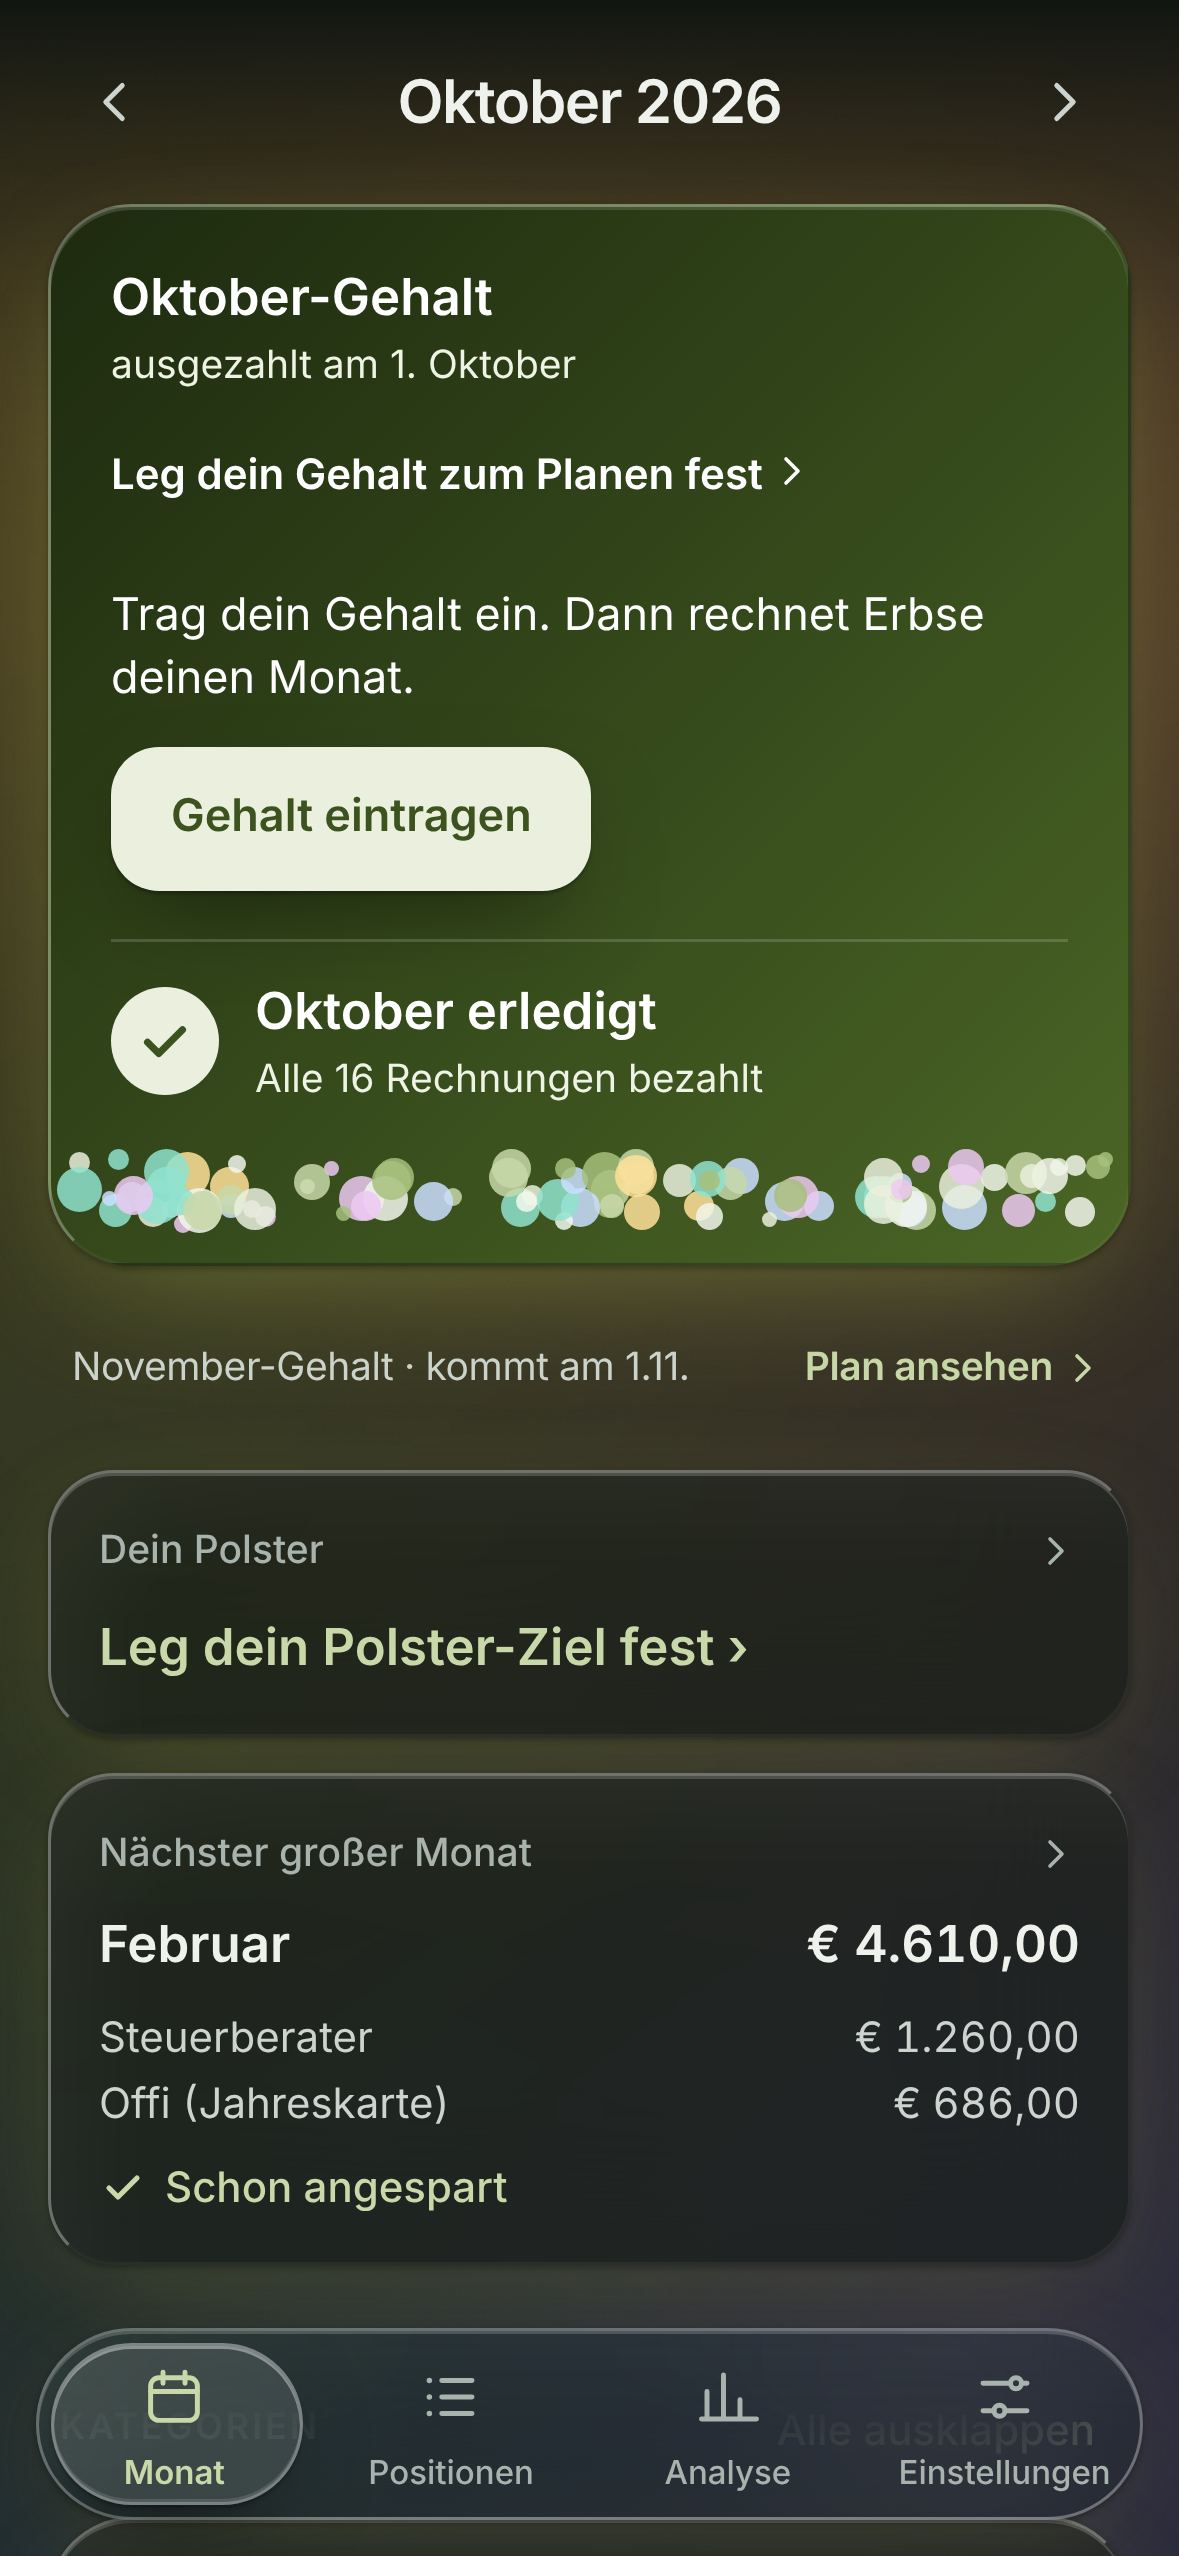 Oktober 2026
Oktober-Gehalt
ausgezahlt am 1. Oktober
Leg dein Gehalt zum Planen fest
Trag dein Gehalt ein. Dann rechnet Erbse
deinen Monat.
Gehalt eintragen
Oktober erledigt
Alle 16 Rechnungen bezahlt
November-Gehalt · kommt am 1.11.
Plan ansehen
Dein Polster
Leg dein Polster-Ziel fest ›
Nächster großer Monat
Februar € 4.610,00
Steuerberater € 1.260,00
Offi (Jahreskarte) € 686,00
Schon angespart
KATEGORIEN Alle ausklappen
Monat Positionen Analyse Einstellungen